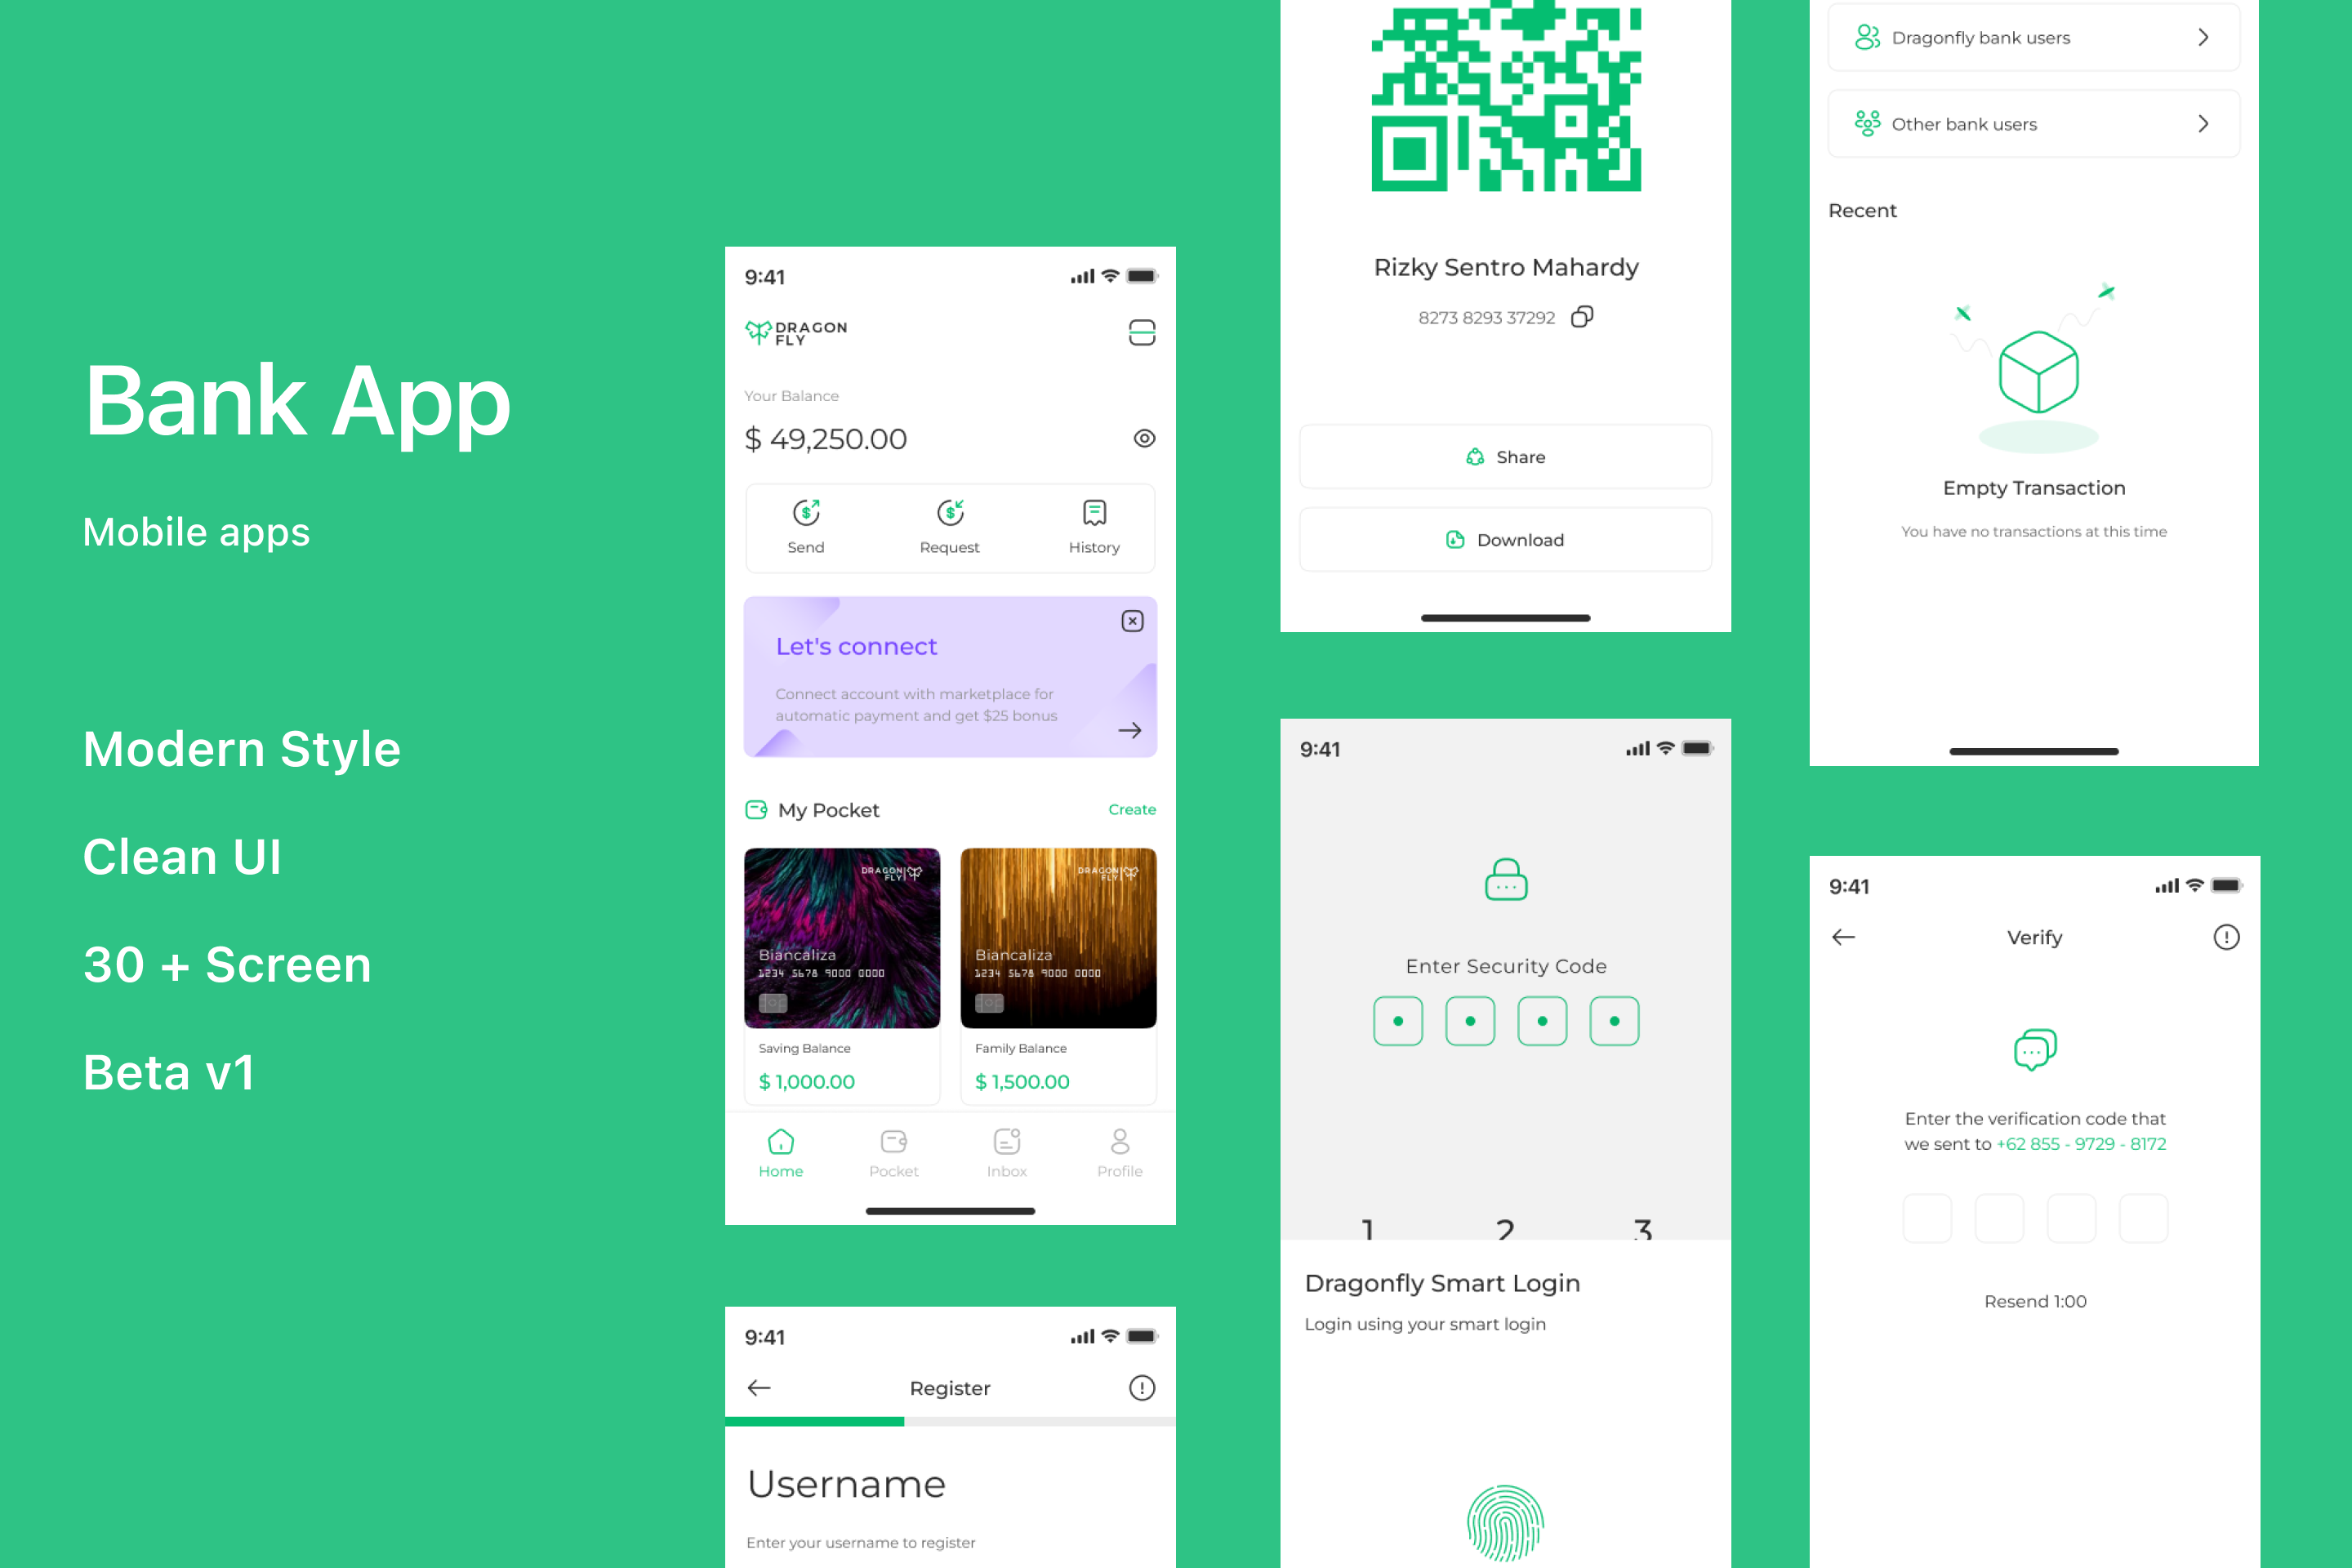 Bank App
Mobile apps
Modern Style
Clean UI
30 + Screen
Beta v1
9:41
DRAGON
FLY
Your Balance
$ 49,250.00
Send
Request
History
Let's connect
Connect account with marketplace for
automatic payment and get $25 bonus
My Pocket
Create
DRAGON
FLY
Biancaliza
1234 5678 9000 0000
Saving Balance
$ 1,000.00
DRAGON
FLY
Biancaliza
1234 5678 9000 0000
Family Balance
$ 1,500.00
Home
Pocket
Inbox
Profile
9:41
Register
Username
Enter your username to register
Rizky Sentro Mahardy
8273 8293 37292
Share
Download
9:41
Enter Security Code
1 2 3
Dragonfly Smart Login
Login using your smart login
Dragonfly bank users
Other bank users
Recent
Empty Transaction
You have no transactions at this time
9:41
Verify
Enter the verification code that
we sent to +62 855 - 9729 - 8172
Resend 1:00